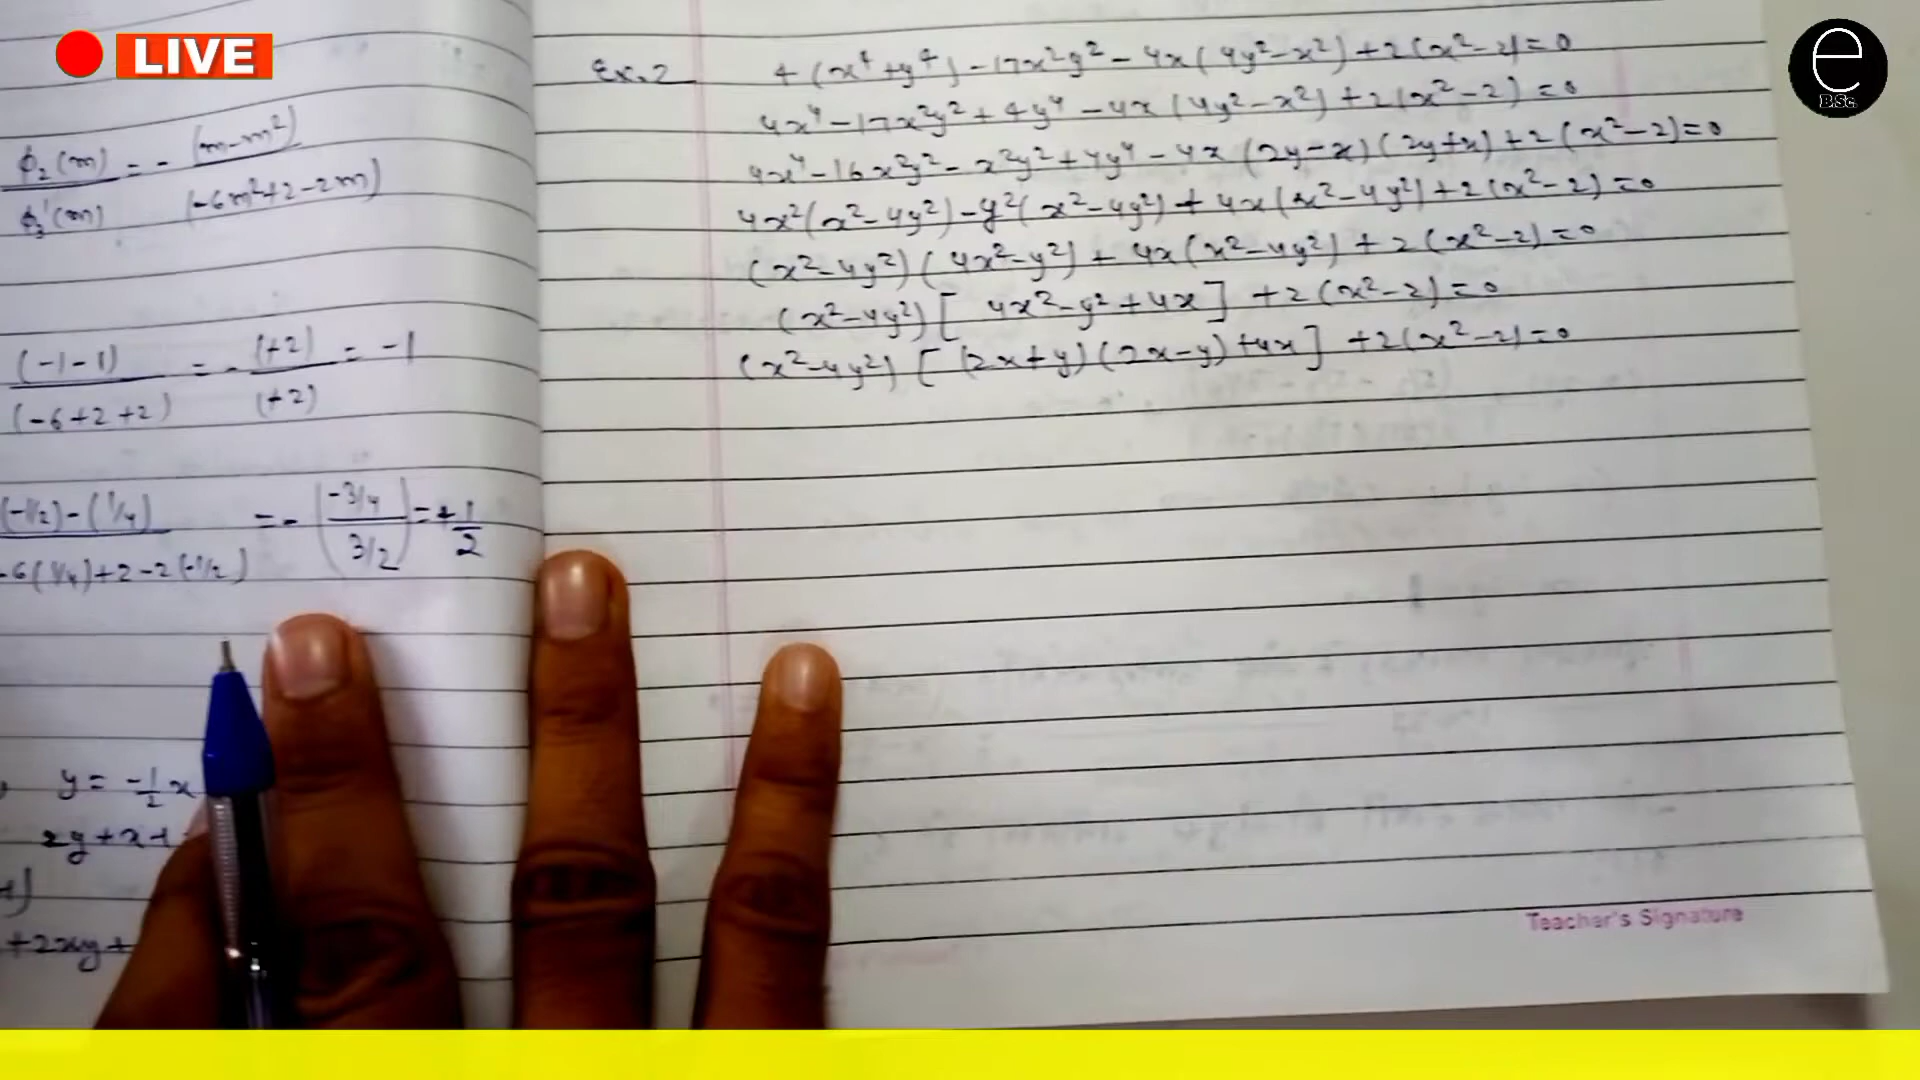 LIVE
e
B.Sc.
ϕ₂(m) = - (m-m²)
ϕ₃'(m) (-6m²+2-2m)
(-1-1) = - (+2) = -1
(-6+2+2) (+2)
(-1/2)-(1/4) = - (-3/4 / 3/2) = +1/2
-6(1/4)+2-2(-1/2)
y = -1/2 x
2y+x+
+2xy+
Ex.2 4(x⁴+y⁴)-17x²y²-4x(4y²-x²)+2(x²-2)=0
4x⁴-17x²y²+4y⁴-4x(4y²-x²)+2(x²-2)=0
4x⁴-16x²y²-x²y²+4y⁴-4x(2y-x)(2y+x)+2(x²-2)=0
4x²(x²-4y²)-y²(x²-4y²)+4x(x²-4y²)+2(x²-2)=0
(x²-4y²)(4x²-y²)+4x(x²-4y²)+2(x²-2)=0
(x²-4y²)[4x²-y²+4x]+2(x²-2)=0
(x²-4y²)[(2x+y)(2x-y)+4x]+2(x²-2)=0
Teacher's Signature